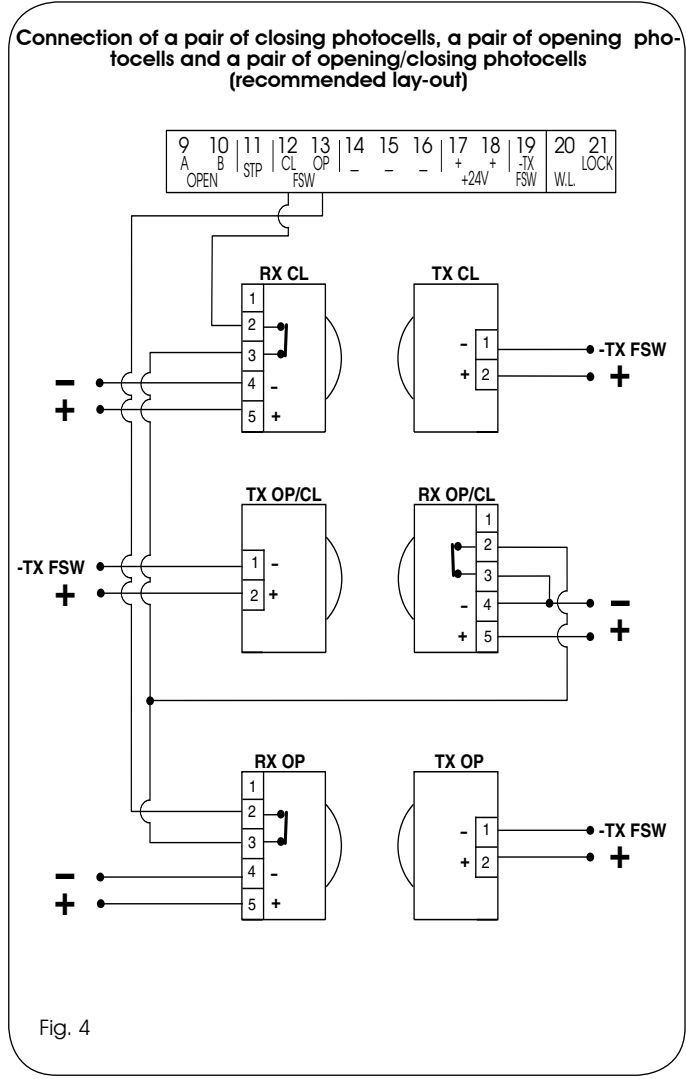 Connection of a pair of closing photocells, a pair of opening pho-
tocells and a pair of opening/closing photocells
(recommended lay-out)
9 10 11 12 13 14 15 16 17 18 19 20 21
A B STP CL OP – – – + + -TX LOCK
OPEN FSW +24V FSW W.L.
RX CL TX CL
1
2
3
4 -
5 +
- 1 -TX FSW
+ 2 +
–
+
TX OP/CL RX OP/CL
-TX FSW 1 -
+ 2 +
1
2
3
- 4 –
+ 5 +
RX OP TX OP
1
2
3
– 4 -
+ 5 +
- 1 -TX FSW
+ 2 +
Fig. 4